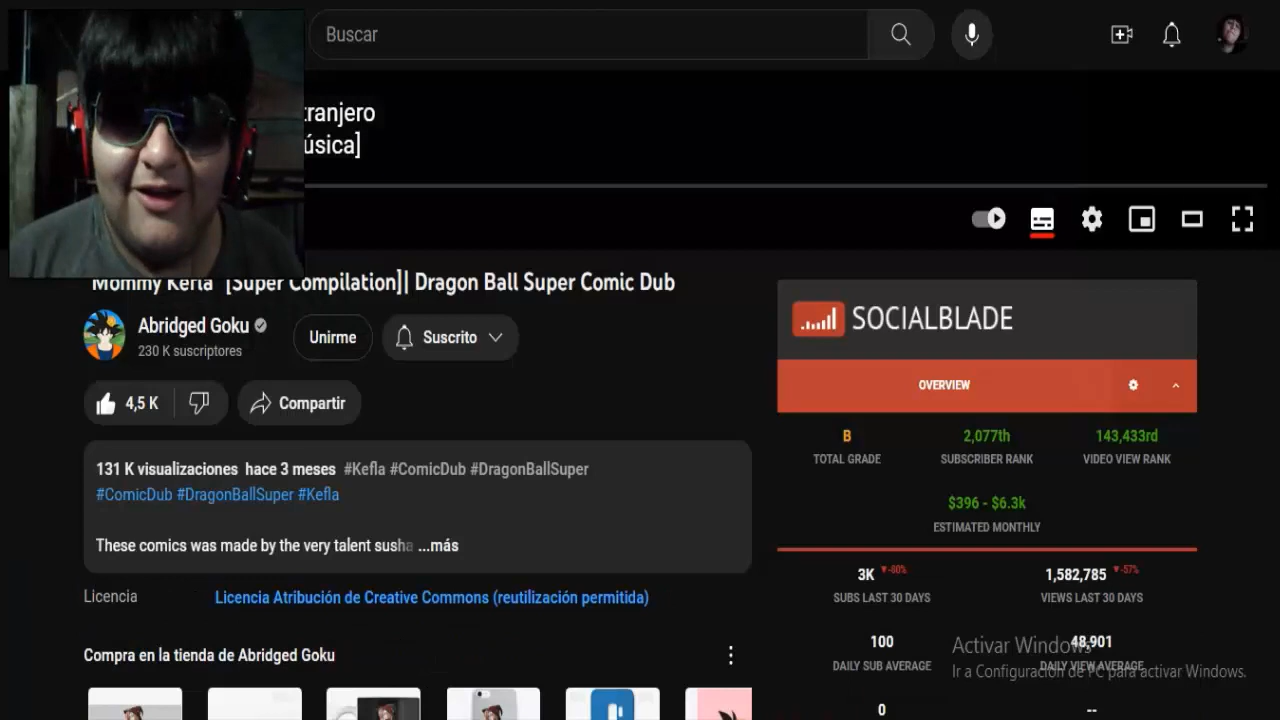 Buscar
tranjero
úsica]
Mommy Kefla [Super Compilation]| Dragon Ball Super Comic Dub
Abridged Goku
230 K suscriptores
Unirme
Suscrito
4,5 K
Compartir
131 K visualizaciones hace 3 meses #Kefla #ComicDub #DragonBallSuper
#ComicDub #DragonBallSuper #Kefla
These comics was made by the very talent susha ...más
Licencia
Licencia Atribución de Creative Commons (reutilización permitida)
Compra en la tienda de Abridged Goku
SOCIALBLADE
OVERVIEW
B
2,077th
143,433rd
TOTAL GRADE
SUBSCRIBER RANK
VIDEO VIEW RANK
$396 - $6.3k
ESTIMATED MONTHLY
3K -80%
1,582,785 -57%
SUBS LAST 30 DAYS
VIEWS LAST 30 DAYS
100
48,901
DAILY SUB AVERAGE
DAILY VIEW AVERAGE
Activar Windows
Ir a Configuración de PC para activar Windows.
0
--